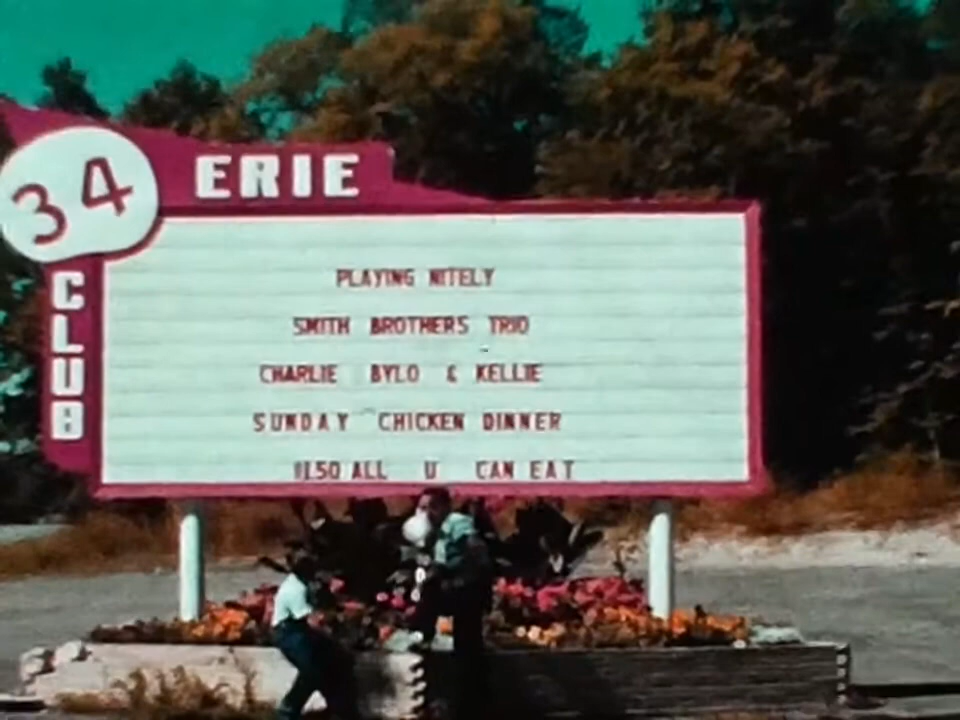 34
ERIE
CLUB
PLAYING NITELY
SMITH BROTHERS TRIO
CHARLIE BYLO & KELLIE
SUNDAY CHICKEN DINNER
$1.50 ALL U CAN EAT